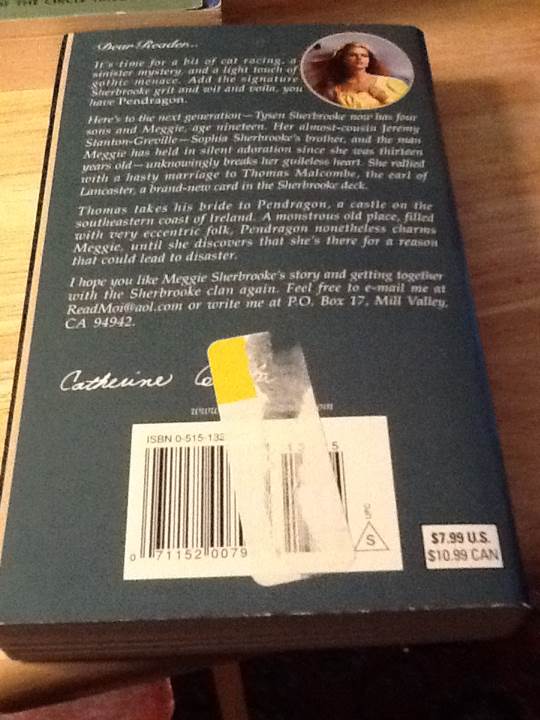 OF THE CIRCLE
Dear Reader...
It's time for a bit of cat racing, a
sinister mystery, and a light touch of
gothic menace. Add the signature
Sherbrooke grit and wit and voila, you
have Pendragon.
Here's to the next generation—Tysen Sherbrooke now has four
sons and Meggie, age nineteen. Her almost-cousin Jeremy
Stanton-Greville—Sophia Sherbrooke's brother, and the man
Meggie has held in silent adoration since she was thirteen
years old—unknowingly breaks her guileless heart. She rallied
with a hasty marriage to Thomas Malcombe, the earl of
Lancaster, a brand-new card in the Sherbrooke deck.
Thomas takes his bride to Pendragon, a castle on the
southeastern coast of Ireland. A monstrous old place, filled
with very eccentric folk, Pendragon nonetheless charms
Meggie, until she discovers that she's there for a reason
that could lead to disaster.
I hope you like Meggie Sherbrooke's story and getting together
with the Sherbrooke clan again. Feel free to e-mail me at
ReadMoi@aol.com or write me at P.O. Box 17, Mill Valley,
CA 94942.
Catherine
ISBN 0-515-132
5
UPC
S
0 71152 0079
$7.99 U.S.
$10.99 CAN